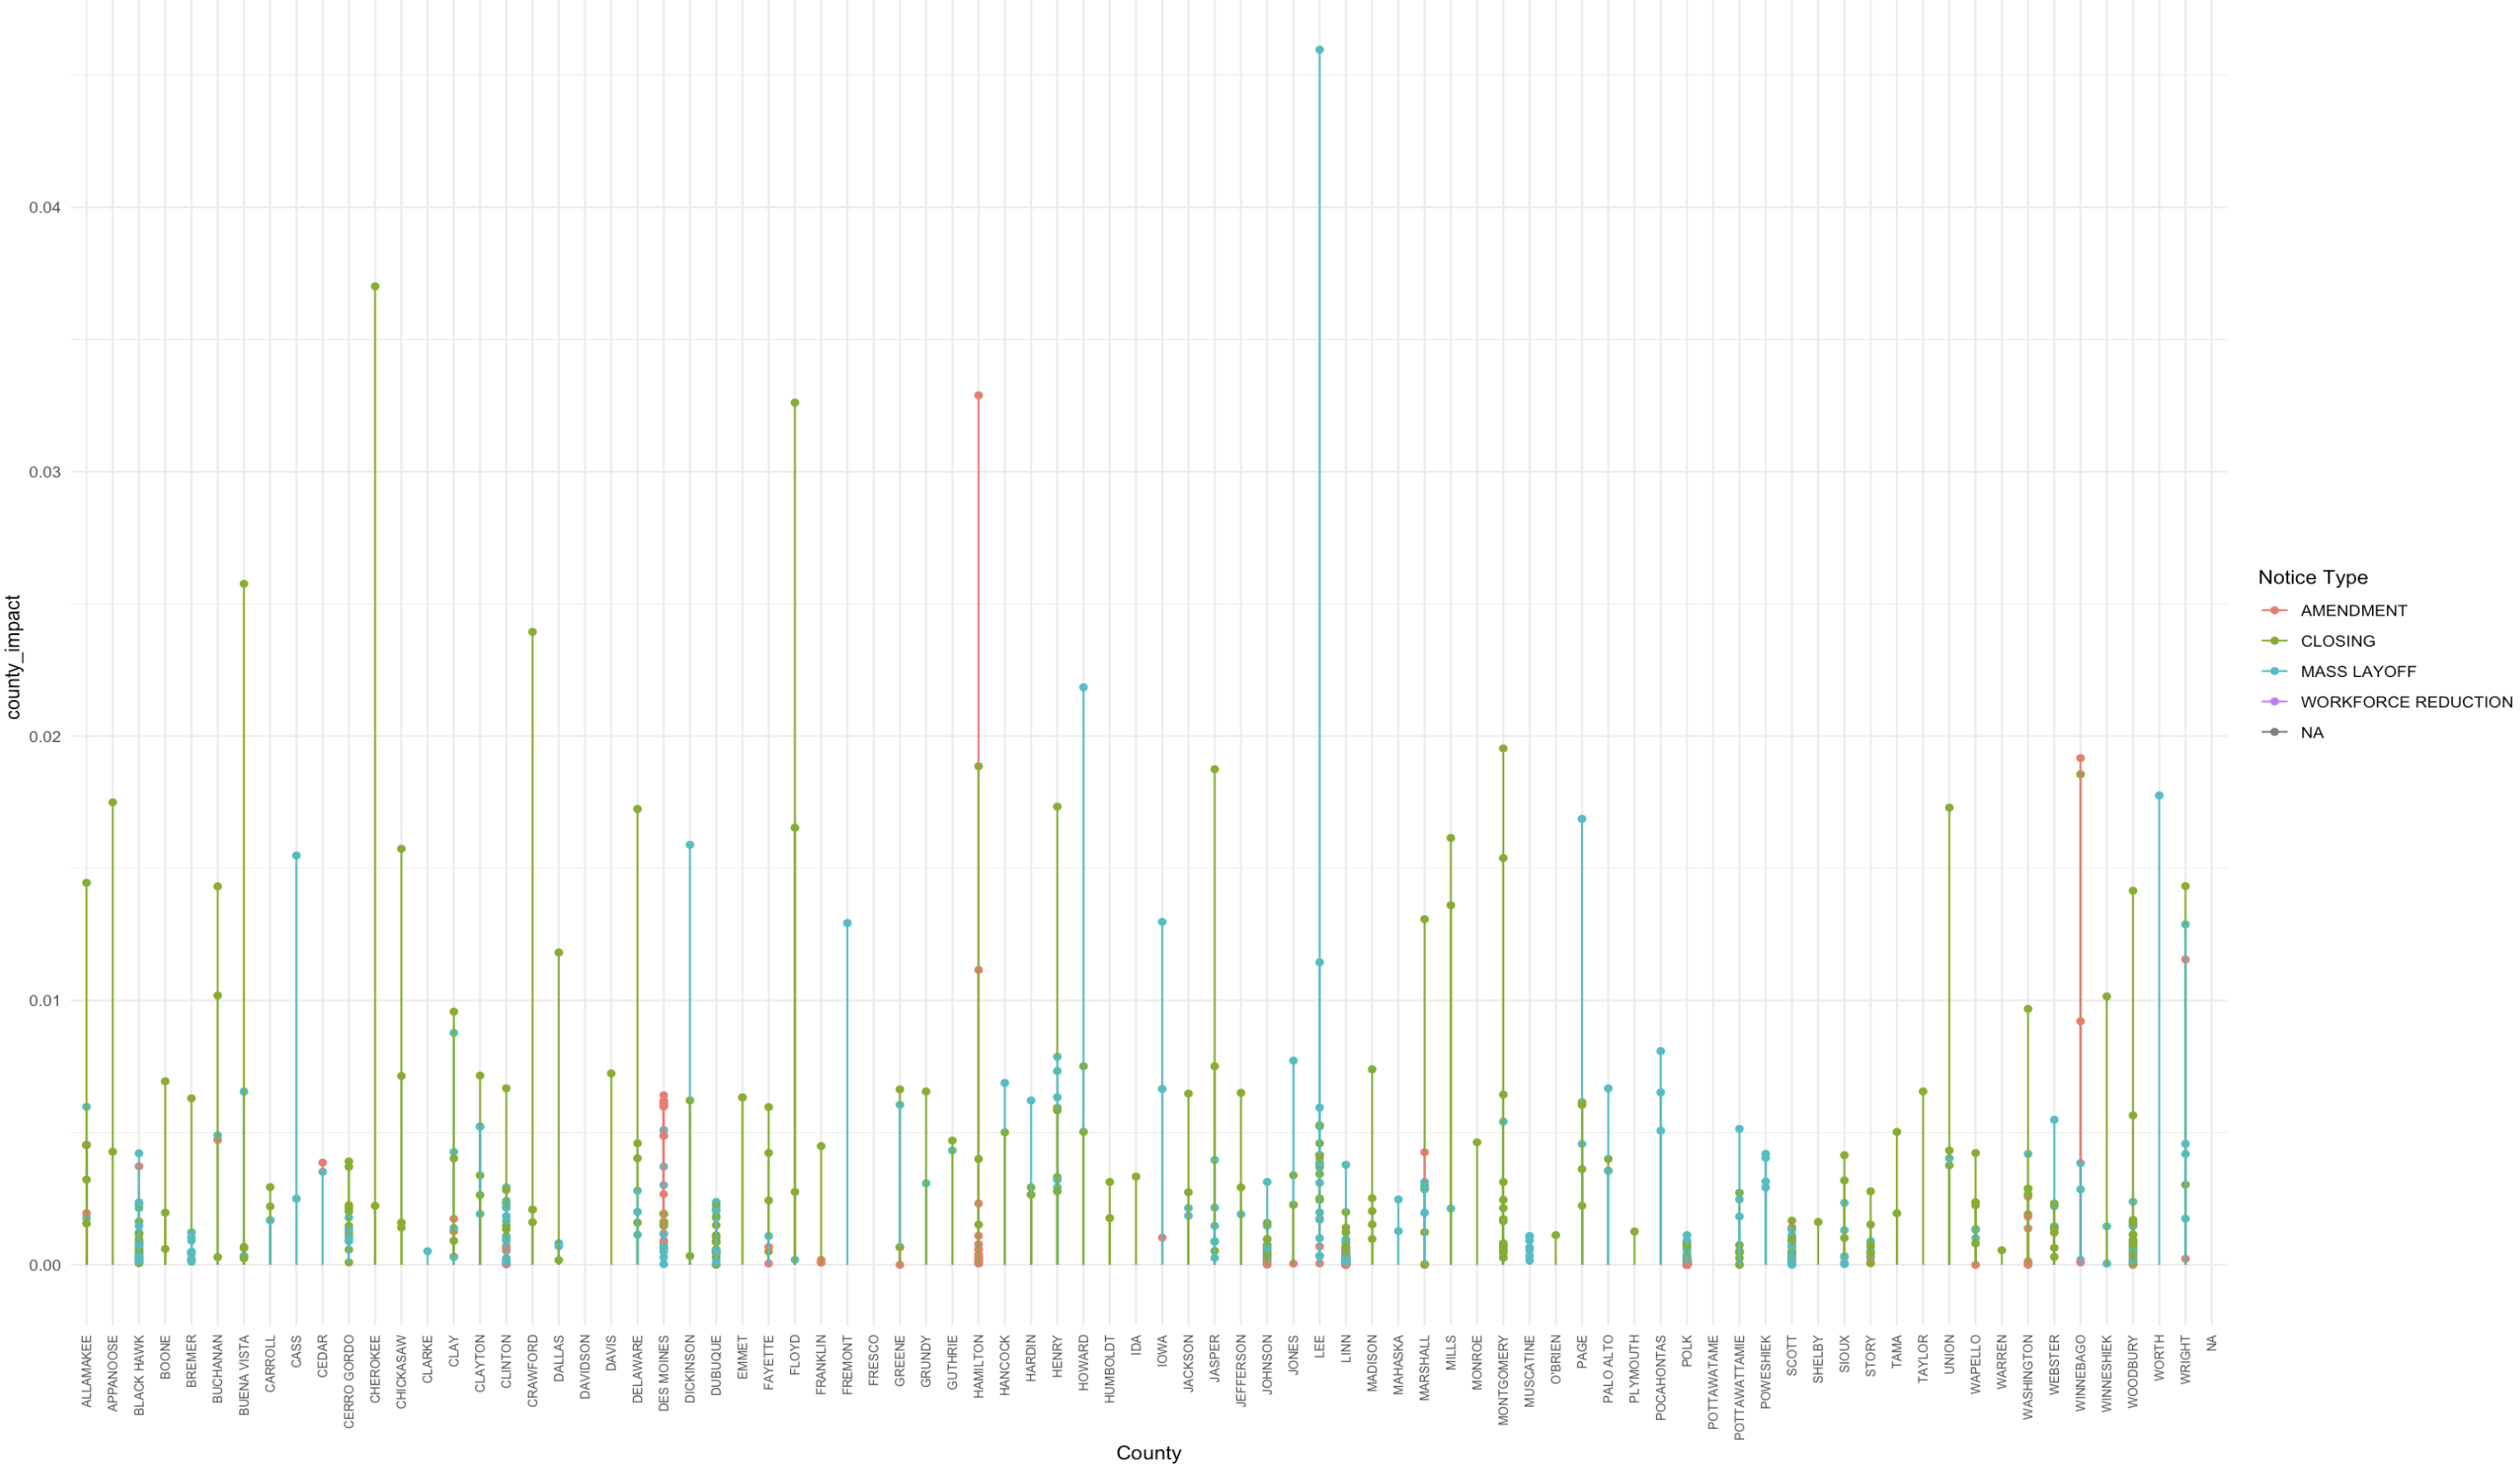 0.04
0.03
0.02
0.01
0.00
county_impact
ALLAMAKEE
APPANOOSE
BLACK HAWK
BOONE
BREMER
BUCHANAN
BUENA VISTA
CARROLL
CASS
CEDAR
CERRO GORDO
CHEROKEE
CHICKASAW
CLARKE
CLAY
CLAYTON
CLINTON
CRAWFORD
DALLAS
DAVIDSON
DAVIS
DELAWARE
DES MOINES
DICKINSON
DUBUQUE
EMMET
FAYETTE
FLOYD
FRANKLIN
FREMONT
FRESCO
GREENE
GRUNDY
GUTHRIE
HAMILTON
HANCOCK
HARDIN
HENRY
HOWARD
HUMBOLDT
IDA
IOWA
JACKSON
JASPER
JEFFERSON
JOHNSON
JONES
LEE
LINN
MADISON
MAHASKA
MARSHALL
MILLS
MONROE
MONTGOMERY
MUSCATINE
O'BRIEN
PAGE
PALO ALTO
PLYMOUTH
POCAHONTAS
POLK
POTTAWATAME
POTTAWATTAMIE
POWESHIEK
SCOTT
SHELBY
SIOUX
STORY
TAMA
TAYLOR
UNION
WAPELLO
WARREN
WASHINGTON
WEBSTER
WINNEBAGO
WINNESHIEK
WOODBURY
WORTH
WRIGHT
NA
County
Notice Type
AMENDMENT
CLOSING
MASS LAYOFF
WORKFORCE REDUCTION
NA